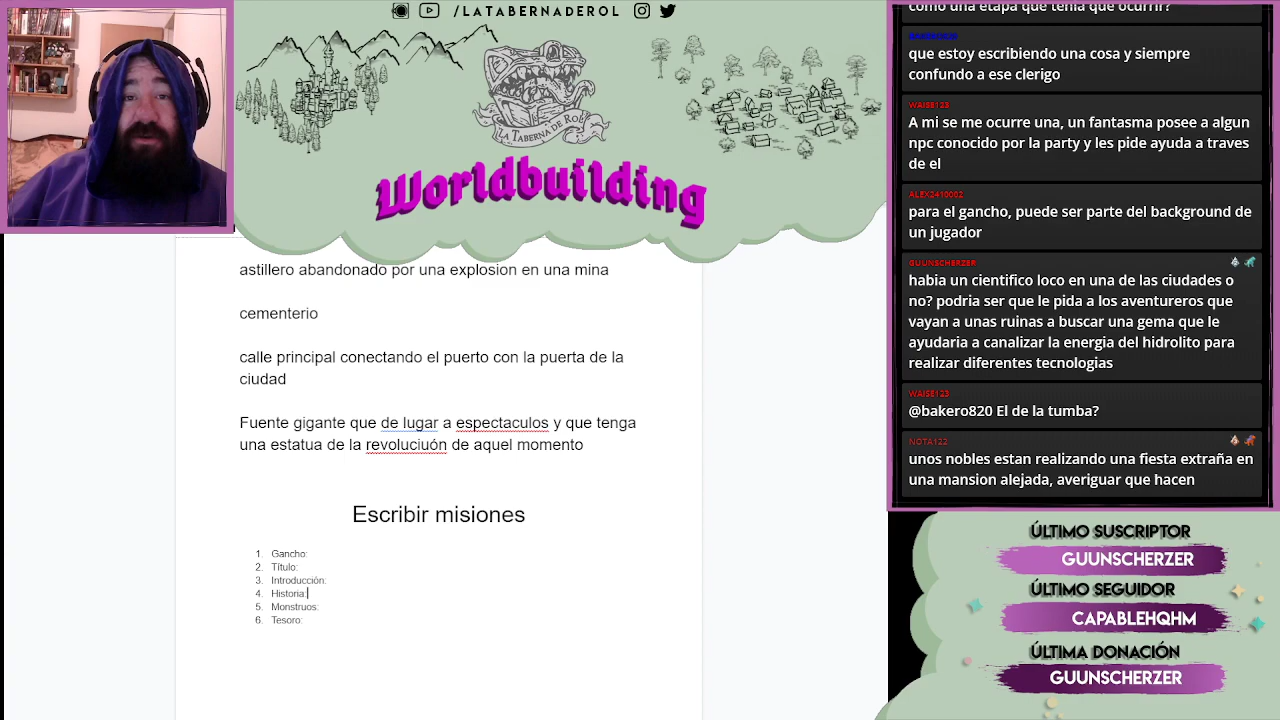 /LATABERNADEROL
LA TABERNA DE ROL
Worldbuilding
astillero abandonado por una explosion en una mina
cementerio
calle principal conectando el puerto con la puerta de la
ciudad
Fuente gigante que de lugar a espectaculos y que tenga
una estatua de la revoluciuón de aquel momento
Escribir misiones
1. Gancho:
2. Título:
3. Introducción:
4. Historia:
5. Monstruos:
6. Tesoro:
como una etapa que tenia que ocurrir?
que estoy escribiendo una cosa y siempre
confundo a ese clerigo
WAISE123
A mi se me ocurre una, un fantasma posee a algun
npc conocido por la party y les pide ayuda a traves
de el
ALEX2410002
para el gancho, puede ser parte del background de
un jugador
GUUNSCHERZER
habia un cientifico loco en una de las ciudades o
no? podria ser que le pida a los aventureros que
vayan a unas ruinas a buscar una gema que le
ayudaria a canalizar la energia del hidrolito para
realizar diferentes tecnologias
WAISE123
@bakero820 El de la tumba?
NOTA122
unos nobles estan realizando una fiesta extraña en
una mansion alejada, averiguar que hacen
ÚLTIMO SUSCRIPTOR
GUUNSCHERZER
ÚLTIMO SEGUIDOR
CAPABLEHQHM
ÚLTIMA DONACIÓN
GUUNSCHERZER